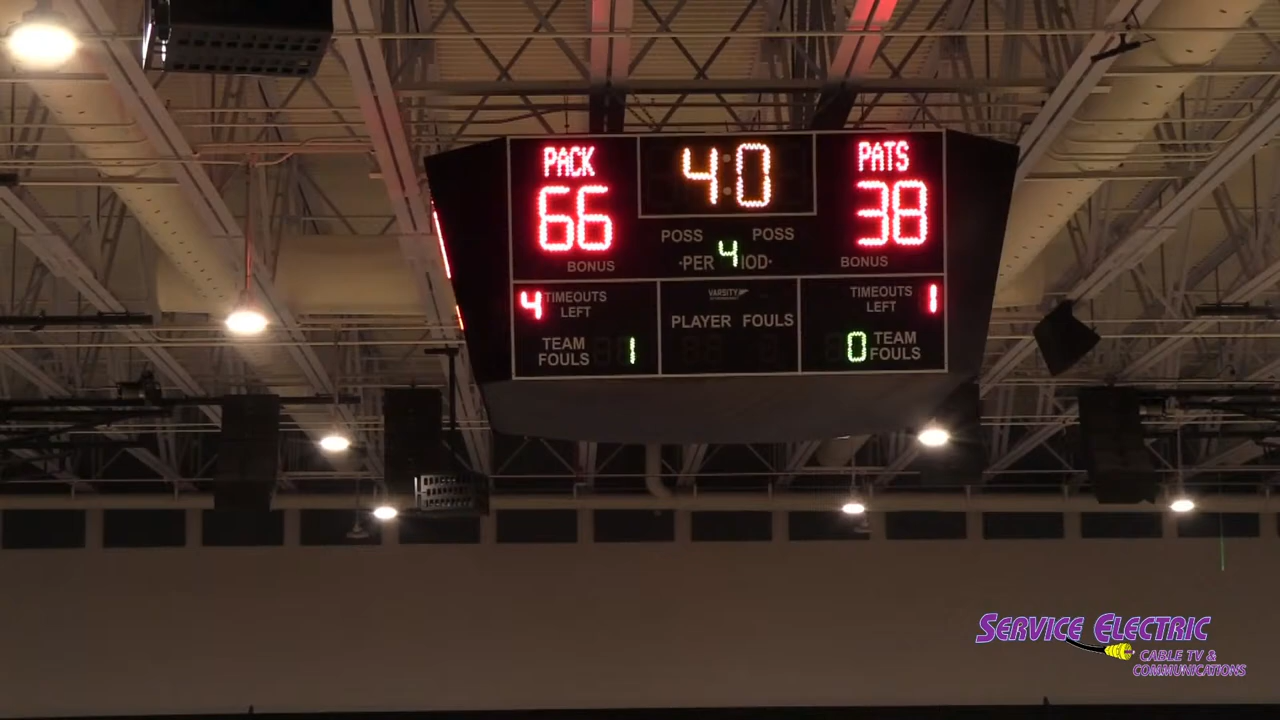 PACK 4:0 PATS
66 38
POSS POSS
·PER 4 IOD·
BONUS BONUS
4 TIMEOUTS LEFT
VARSITY
TIMEOUTS LEFT 1
PLAYER FOULS
TEAM FOULS 1
0 TEAM FOULS
SERVICE ELECTRIC
CABLE TV &
COMMUNICATIONS